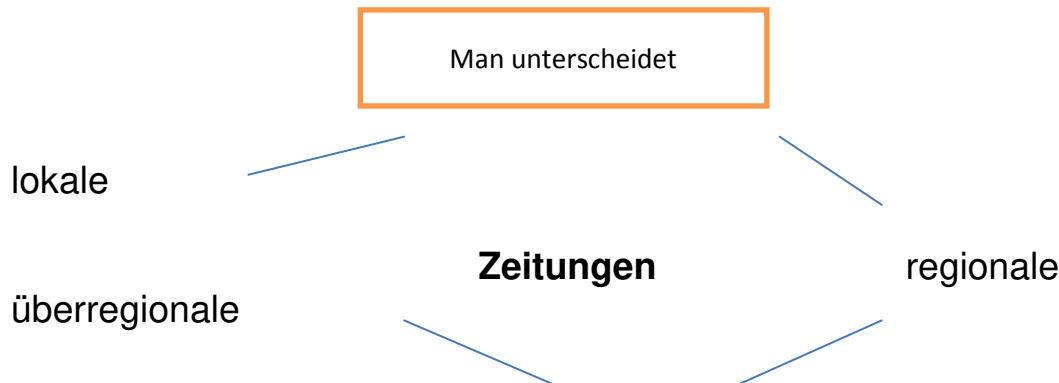 Man unterscheidet
lokale
Zeitungen
regionale
überregionale